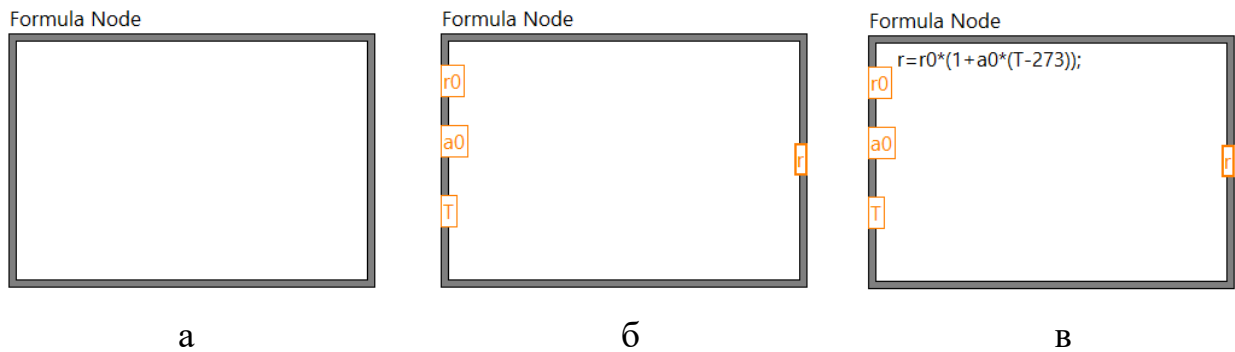 Formula Node
Formula Node
r0
a0
T
r
Formula Node
r=r0*(1+a0*(T-273));
r0
a0
T
r
а
б
в